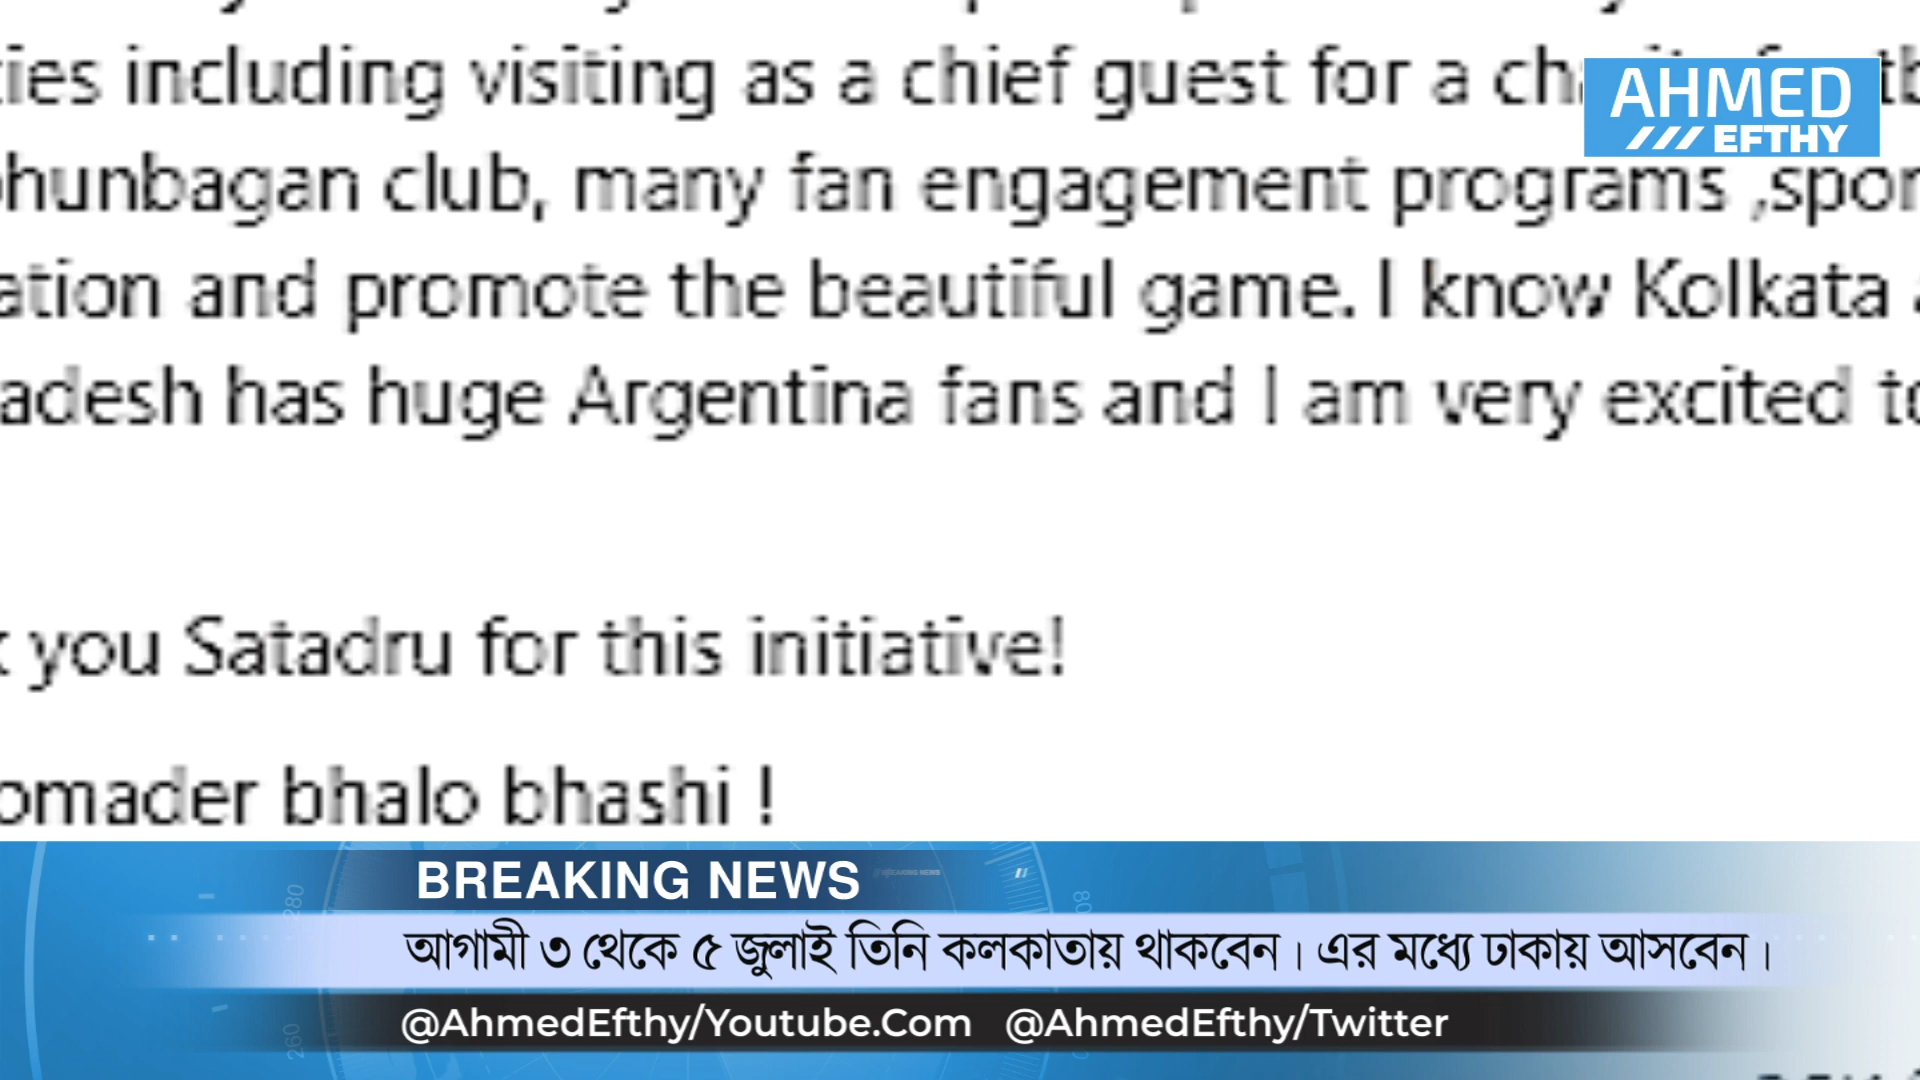 ies including visiting as a chief guest for a
AHMED
EFTHY
hunbagan club, many fan engagement programs ,spor
ation and promote the beautiful game. I know Kolkata
adesh has huge Argentina fans and I am very excited to
you Satadru for this initiative!
omader bhalo bhashi !
BREAKING NEWS
আগামী ৩ থেকে ৫ জুলাই তিনি কলকাতায় থাকবেন। এর মধ্যে ঢাকায় আসবেন।
@AhmedEfthy/Youtube.Com @AhmedEfthy/Twitter